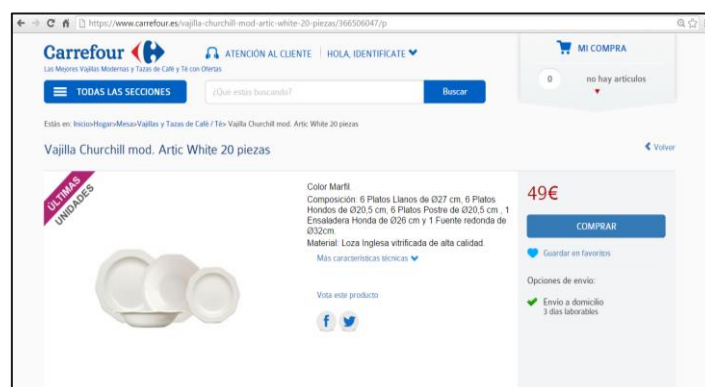 https://www.carrefour.es/vajilla-churchill-mod-artic-white-20-piezas/366506047/p
Carrefour
Las Mejores Vajillas Modernas y Tazas de Café y Té con Ofertas
ATENCIÓN AL CLIENTE
HOLA, IDENTIFÍCATE
MI COMPRA
0
no hay artículos
TODAS LAS SECCIONES
¿Qué estás buscando?
Buscar
Estás en: Inicio>Hogar>Mesa>Vajillas y Tazas de Café / Té> Vajilla Churchill mod. Artic White 20 piezas
Vajilla Churchill mod. Artic White 20 piezas
Volver
ÚLTIMAS
UNIDADES
Color Marfil.
Composición: 6 Platos Llanos de Ø27 cm, 6 Platos
Hondos de Ø20,5 cm, 6 Platos Postre de Ø20,5 cm , 1
Ensaladera Honda de Ø26 cm y 1 Fuente redonda de
Ø32cm.
Material: Loza Inglesa vitrificada de alta calidad.
Más características técnicas
Vota este producto
49€
COMPRAR
Guardar en favoritos
Opciones de envío:
Envío a domicilio
3 días laborables